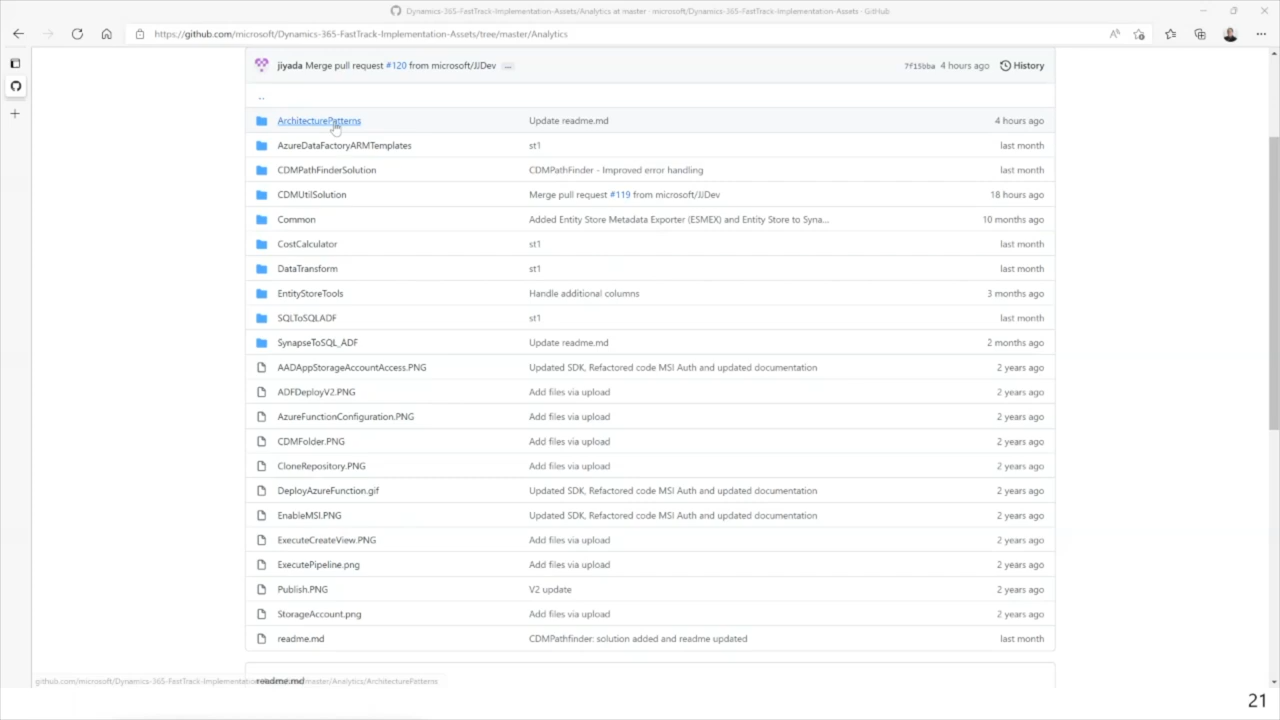 Dynamics-365-FastTrack-Implementation-Assets/Analytics at master · microsoft/Dynamics-365-FastTrack-Implementation-Assets · GitHub
https://github.com/microsoft/Dynamics-365-FastTrack-Implementation-Assets/tree/master/Analytics
jiyada Merge pull request #120 from microsoft/JJDev ... 7f15bba 4 hours ago History
..
ArchitecturePatterns Update readme.md 4 hours ago
AzureDataFactoryARMTemplates st1 last month
CDMPathFinderSolution CDMPathFinder - Improved error handling last month
CDMUtilSolution Merge pull request #119 from microsoft/JJDev 18 hours ago
Common Added Entity Store Metadata Exporter (ESMEX) and Entity Store to Syna... 10 months ago
CostCalculator st1 last month
DataTransform st1 last month
EntityStoreTools Handle additional columns 3 months ago
SQLToSQLADF st1 last month
SynapseToSQL_ADF Update readme.md 2 months ago
AADAppStorageAccountAccess.PNG Updated SDK, Refactored code MSI Auth and updated documentation 2 years ago
ADFDeployV2.PNG Add files via upload 2 years ago
AzureFunctionConfiguration.PNG Add files via upload 2 years ago
CDMFolder.PNG Add files via upload 2 years ago
CloneRepository.PNG Add files via upload 2 years ago
DeployAzureFunction.gif Updated SDK, Refactored code MSI Auth and updated documentation 2 years ago
EnableMSI.PNG Updated SDK, Refactored code MSI Auth and updated documentation 2 years ago
ExecuteCreateView.PNG Add files via upload 2 years ago
ExecutePipeline.png Add files via upload 2 years ago
Publish.PNG V2 update 2 years ago
StorageAccount.png Add files via upload 2 years ago
readme.md CDMPathfinder: solution added and readme updated last month
github.com/microsoft/Dynamics-365-FastTrack-Implementatio readme.md master/Analytics/ArchitecturePatterns
21